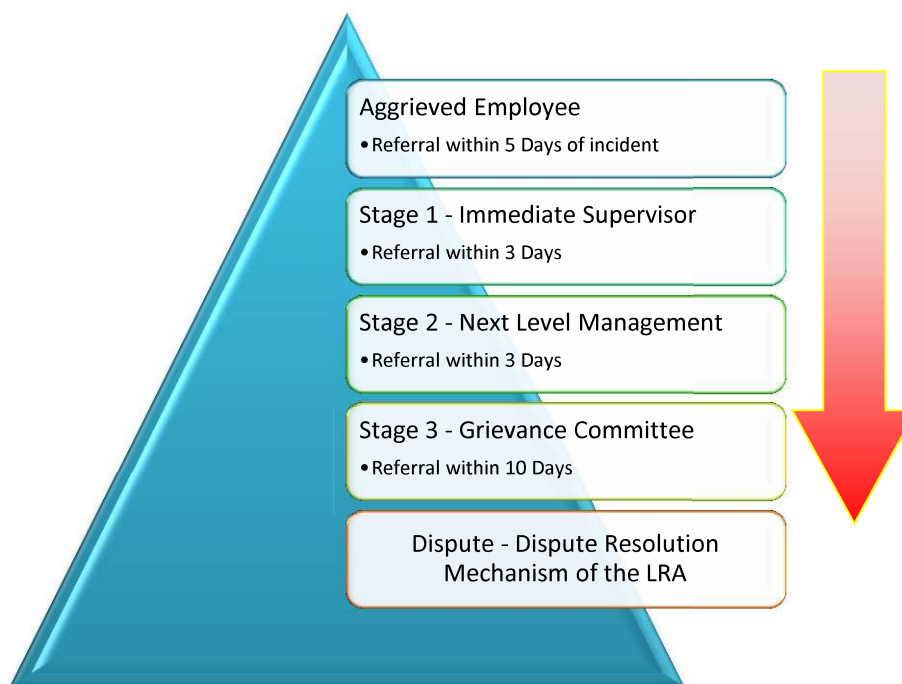 Aggrieved Employee
•Referral within 5 Days of incident
Stage 1 - Immediate Supervisor
•Referral within 3 Days
Stage 2 - Next Level Management
•Referral within 3 Days
Stage 3 - Grievance Committee
•Referral within 10 Days
Dispute - Dispute Resolution
Mechanism of the LRA